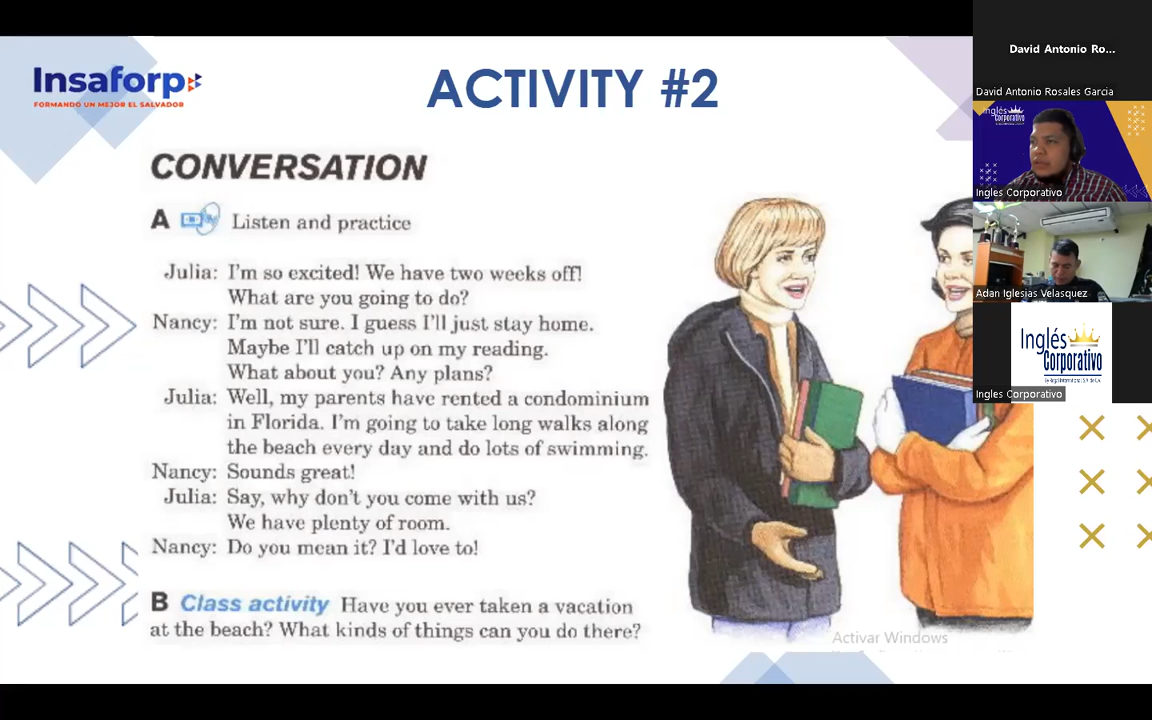 Insaforp
FORMANDO UN MEJOR EL SALVADOR
ACTIVITY #2
CONVERSATION
A Listen and practice
Julia: I'm so excited! We have two weeks off!
What are you going to do?
Nancy: I'm not sure. I guess I'll just stay home.
Maybe I'll catch up on my reading.
What about you? Any plans?
Julia: Well, my parents have rented a condominium
in Florida. I'm going to take long walks along
the beach every day and do lots of swimming.
Nancy: Sounds great!
Julia: Say, why don't you come with us?
We have plenty of room.
Nancy: Do you mean it? I'd love to!
B Class activity Have you ever taken a vacation
at the beach? What kinds of things can you do there?
Activar Windows
David Antonio Ro...
David Antonio Rosales Garcia
Inglés
Corporativo
Ingles Corporativo
Adan Iglesias Velasquez
Inglés
Corporativo
Ingles Corporativo